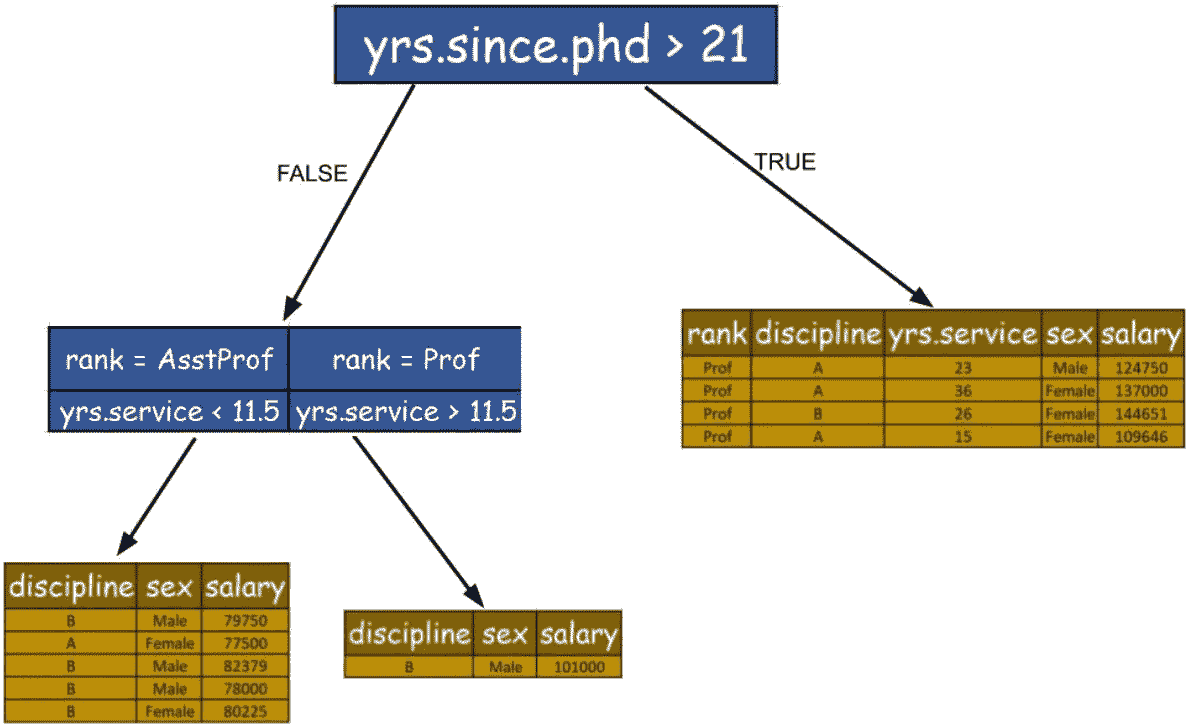 yrs.since.phd > 21
FALSE
TRUE
rank = AsstProf rank = Prof
yrs.service < 11.5 yrs.service > 11.5
rank discipline yrs.service sex salary
Prof A 23 Male 124750
Prof A 36 Female 137000
Prof B 26 Female 144651
Prof A 15 Female 109646
discipline sex salary
B Male 79750
A Female 77500
B Male 82379
B Male 78000
B Female 80225
discipline sex salary
B Male 101000